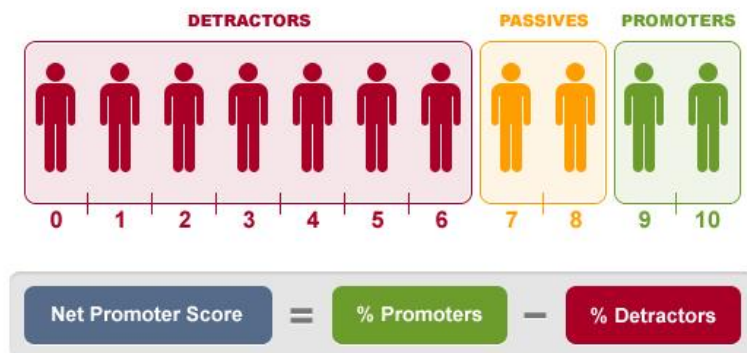 DETRACTORS PASSIVES PROMOTERS
0 1 2 3 4 5 6 7 8 9 10
Net Promoter Score = % Promoters − % Detractors